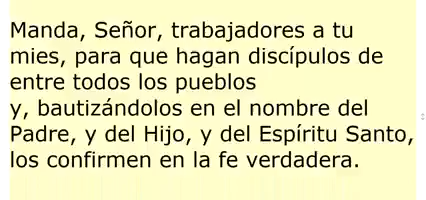 Manda, Señor, trabajadores a tu
mies, para que hagan discípulos de
entre todos los pueblos
y, bautizándolos en el nombre del
Padre, y del Hijo, y del Espíritu Santo,
los confirmen en la fe verdadera.